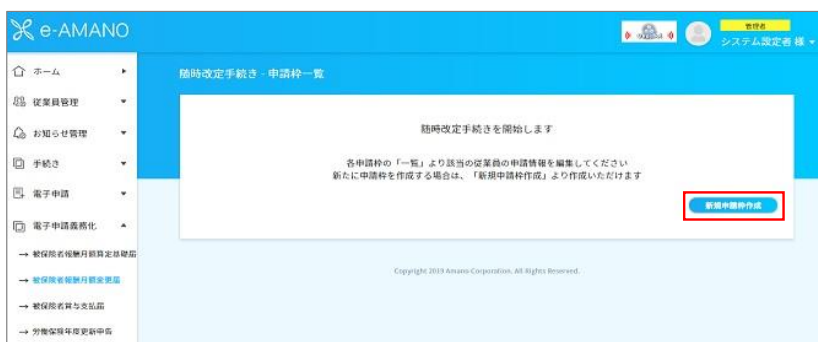 e-AMANO
管理者
システム設定者 様
ホーム
従業員管理
お知らせ管理
手続き
電子申請
電子申請義務化
→ 被保険者報酬月額算定基礎届
→ 被保険者報酬月額変更届
→ 被保険者賞与支払届
→ 労働保険年度更新申告
随時改定手続き - 申請枠一覧
随時改定手続きを開始します
各申請枠の「一覧」より該当の従業員の申請情報を編集してください
新たに申請枠を作成する場合は、「新規申請枠作成」より作成いただけます
新規申請枠作成
Copyright 2019 Amano Corporation. All Rights Reserved.